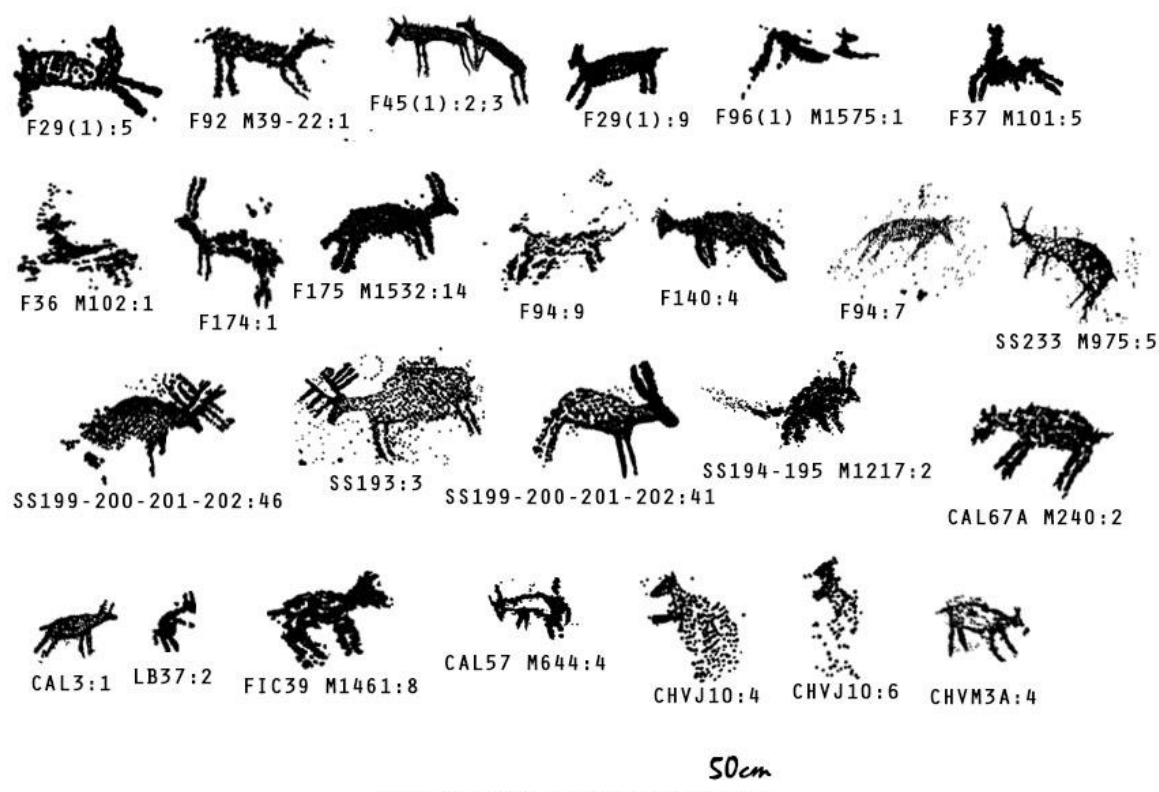 F29(1):5
F92 M39-22:1
F45(1):2;3
F29(1):9
F96(1) M1575:1
F37 M101:5
F36 M102:1
F174:1
F175 M1532:14
F94:9
F140:4
F94:7
SS233 M975:5
SS199-200-201-202:46
SS193:3
SS199-200-201-202:41
SS194-195 M1217:2
CAL67A M240:2
CAL3:1
LB37:2
FIC39 M1461:8
CAL57 M644:4
CHVJ10:4
CHVJ10:6
CHVM3A:4
50cm